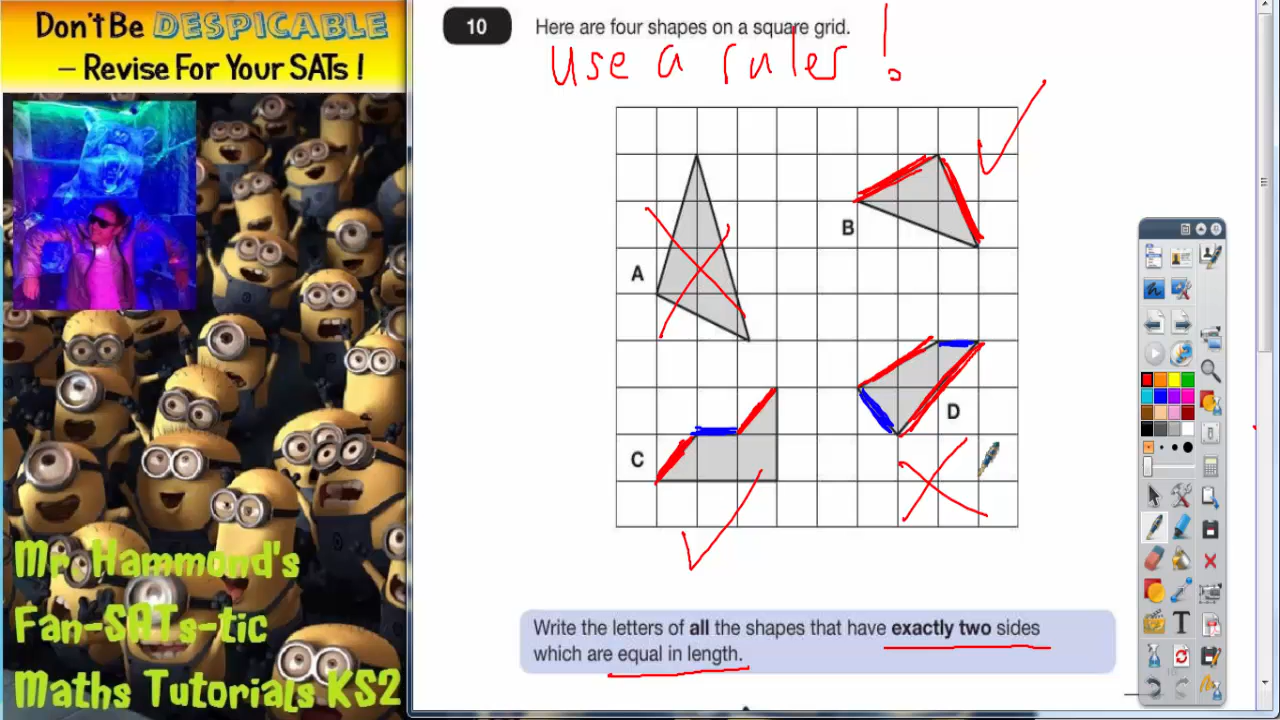 Don't Be DESPICABLE
– Revise For Your SATs !
Mr Hammond's
Fan-SATs-tic
Maths Tutorials KS2
10 Here are four shapes on a square grid.
use a ruler !
A
B
C
D
Write the letters of all the shapes that have exactly two sides
which are equal in length.